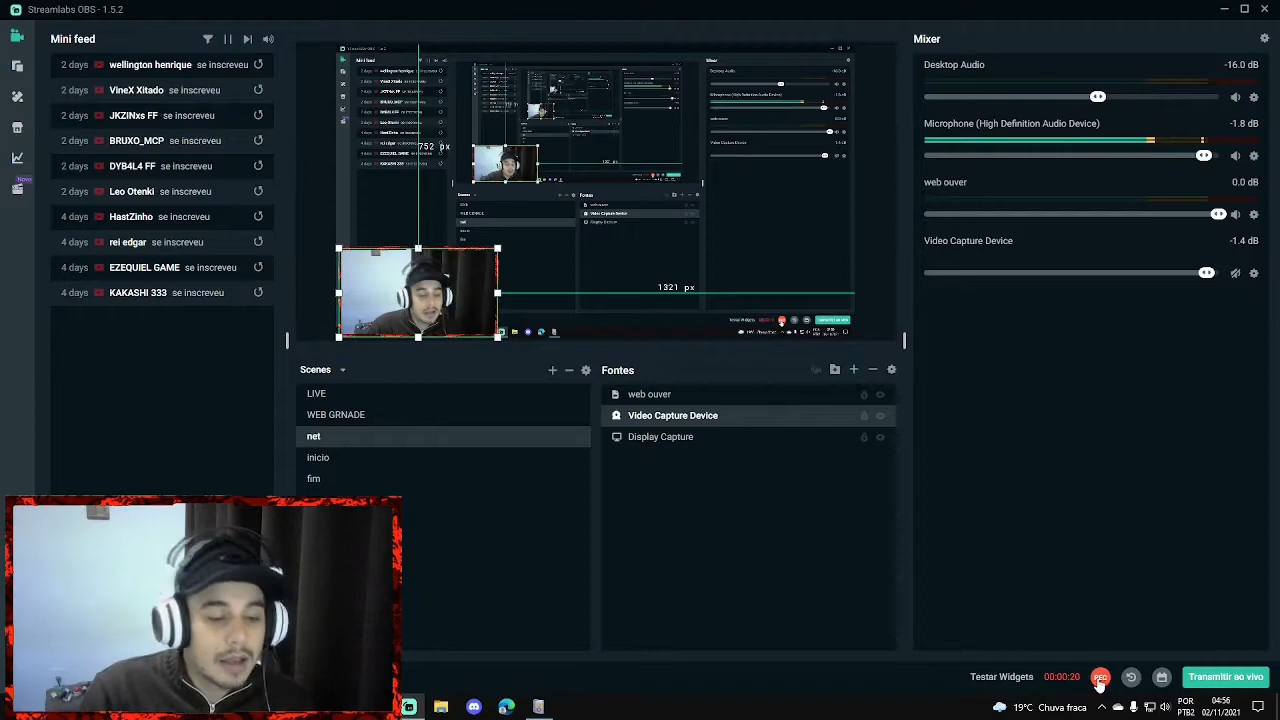 Streamlabs OBS - 1.5.2
Mini feed
2 days wellington henrique se inscreveu
2 days VineX Xitado se inscreveu
2 days LVziiNxs FF se inscreveu
2 days BRUXO_MCP se inscreveu
2 days DYB4L4 FF se inscreveu
2 days Leo Otenki se inscreveu
4 days HastZinho se inscreveu
4 days rei edgar se inscreveu
4 days EZEQUIEL GAME se inscreveu
4 days KAKASHI 333 se inscreveu
Novo
752 px
1321 px
Scenes
LIVE
WEB GRNADE
net
inicio
fim
Fontes
web ouver
Video Capture Device
Display Capture
Mixer
Desktop Audio -16.0 dB
Microphone (High Definition Audio Devi -1.8 dB
web ouver 0.0 dB
Video Capture Device -1.4 dB
Testar Widgets 00:00:20 REC Transmitir ao vivo
19°C Chuva fraca POR 04:56
PTB2 02/11/2021